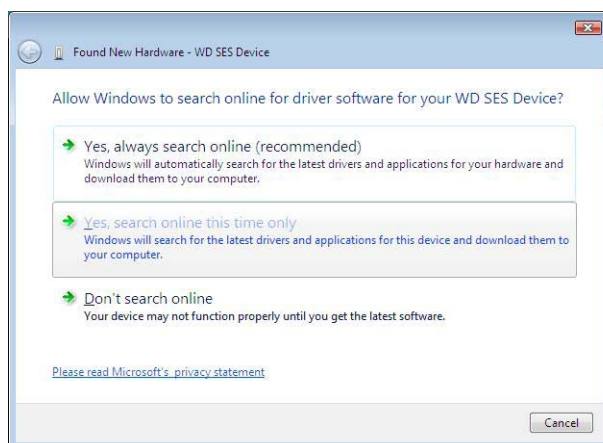 Found New Hardware - WD SES Device
Allow Windows to search online for driver software for your WD SES Device?
Yes, always search online (recommended)
Windows will automatically search for the latest drivers and applications for your hardware and
download them to your computer.
Yes, search online this time only
Windows will search for the latest drivers and applications for this device and download them to
your computer.
Don't search online
Your device may not function properly until you get the latest software.
Please read Microsoft's privacy statement
Cancel